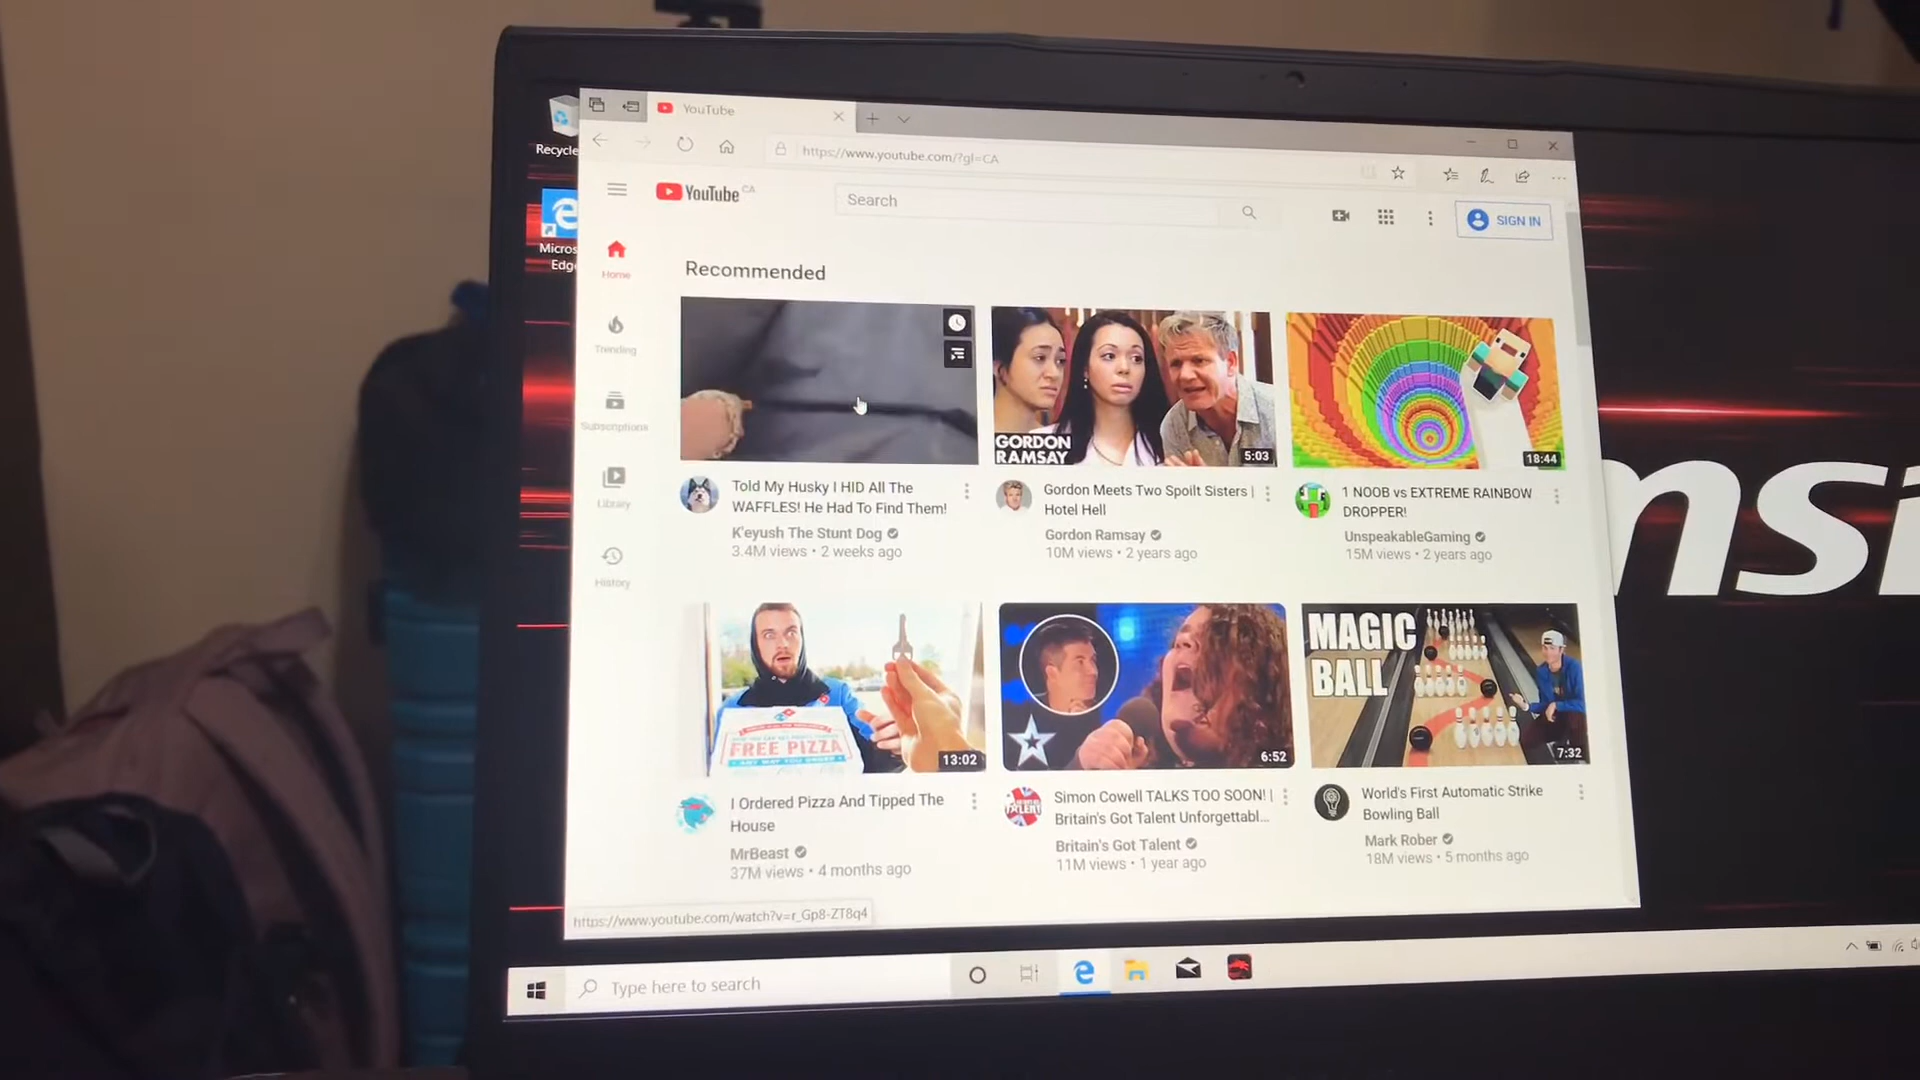 Recycle
Micros
Edge
YouTube
https://www.youtube.com/?gl=CA
YouTube CA
Search
SIGN IN
Home
Trending
Subscriptions
Library
History
Recommended
GORDON
RAMSAY
5:03
18:44
Told My Husky I HID All The
WAFFLES! He Had To Find Them!
K'eyush The Stunt Dog
3.4M views • 2 weeks ago
Gordon Meets Two Spoilt Sisters |
Hotel Hell
Gordon Ramsay
10M views • 2 years ago
1 NOOB vs EXTREME RAINBOW
DROPPER!
UnspeakableGaming
15M views • 2 years ago
FREE PIZZA
13:02
6:52
MAGIC
BALL
7:32
I Ordered Pizza And Tipped The
House
MrBeast
37M views • 4 months ago
Simon Cowell TALKS TOO SOON! |
Britain's Got Talent Unforgettabl...
Britain's Got Talent
11M views • 1 year ago
World's First Automatic Strike
Bowling Ball
Mark Rober
18M views • 5 months ago
https://www.youtube.com/watch?v=r_Gp8-ZT8q4
Type here to search
msi